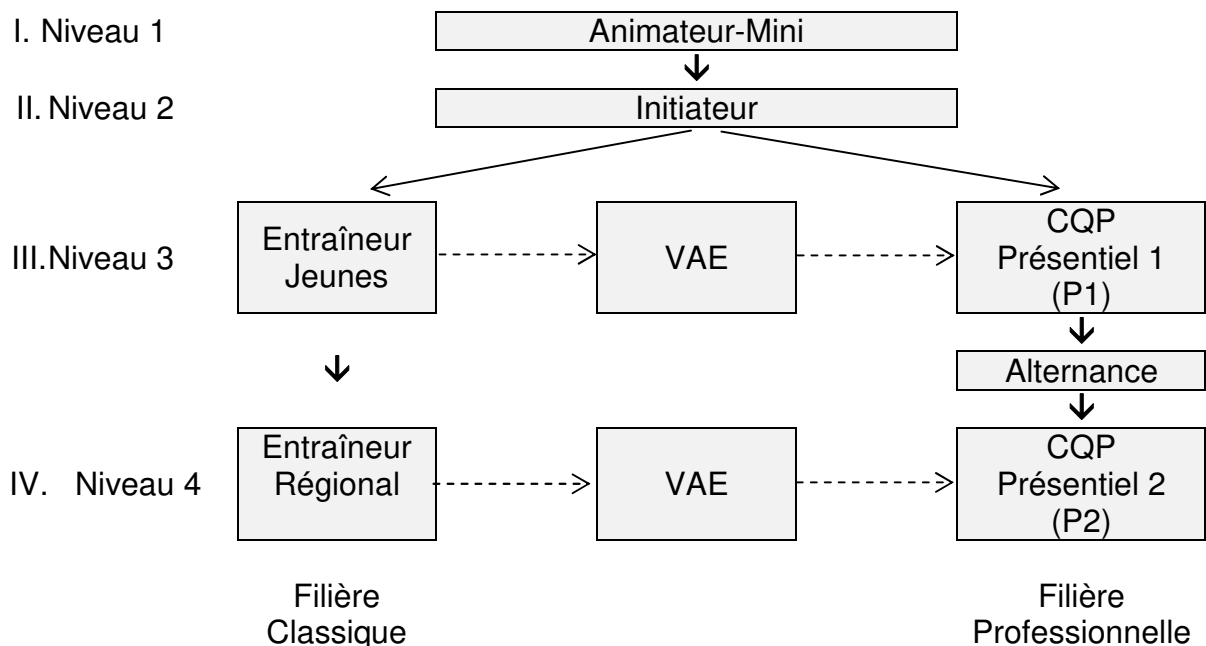 I. Niveau 1
Animateur-Mini
II. Niveau 2
Initiateur
III.Niveau 3
Entraîneur
Jeunes
VAE
CQP
Présentiel 1
(P1)
Alternance
IV. Niveau 4
Entraîneur
Régional
VAE
CQP
Présentiel 2
(P2)
Filière
Classique
Filière
Professionnelle